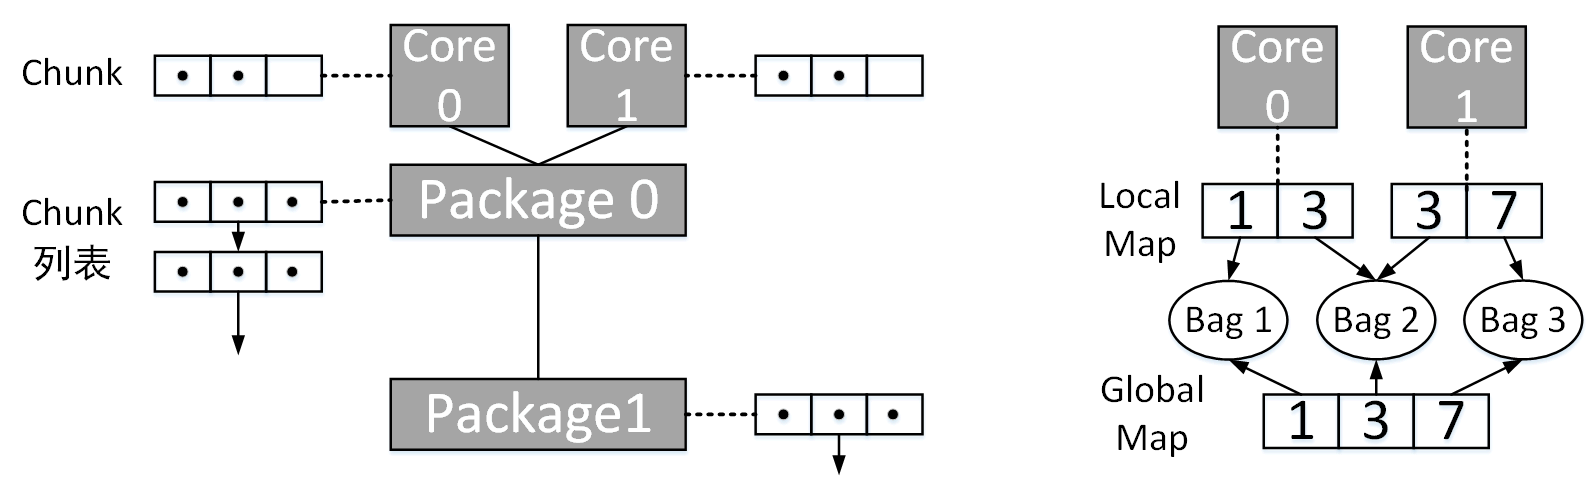 Chunk
Core
0
Core
1
Chunk
列表
Package 0
Package1
Core
0
Core
1
Local
Map
1 3
3 7
Bag 1
Bag 2
Bag 3
Global
Map
1 3 7